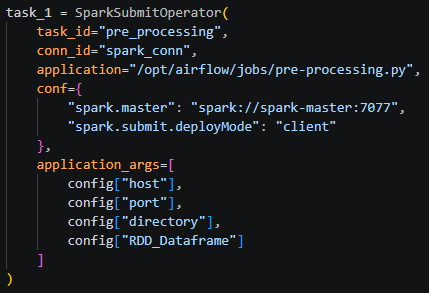 task_1 = SparkSubmitOperator(
    task_id="pre_processing",
    conn_id="spark_conn",
    application="/opt/airflow/jobs/pre-processing.py",
    conf={
        "spark.master": "spark://spark-master:7077",
        "spark.submit.deployMode": "client"
    },
    application_args=[
        config["host"],
        config["port"],
        config["directory"],
        config["RDD_Dataframe"]
    ]
)